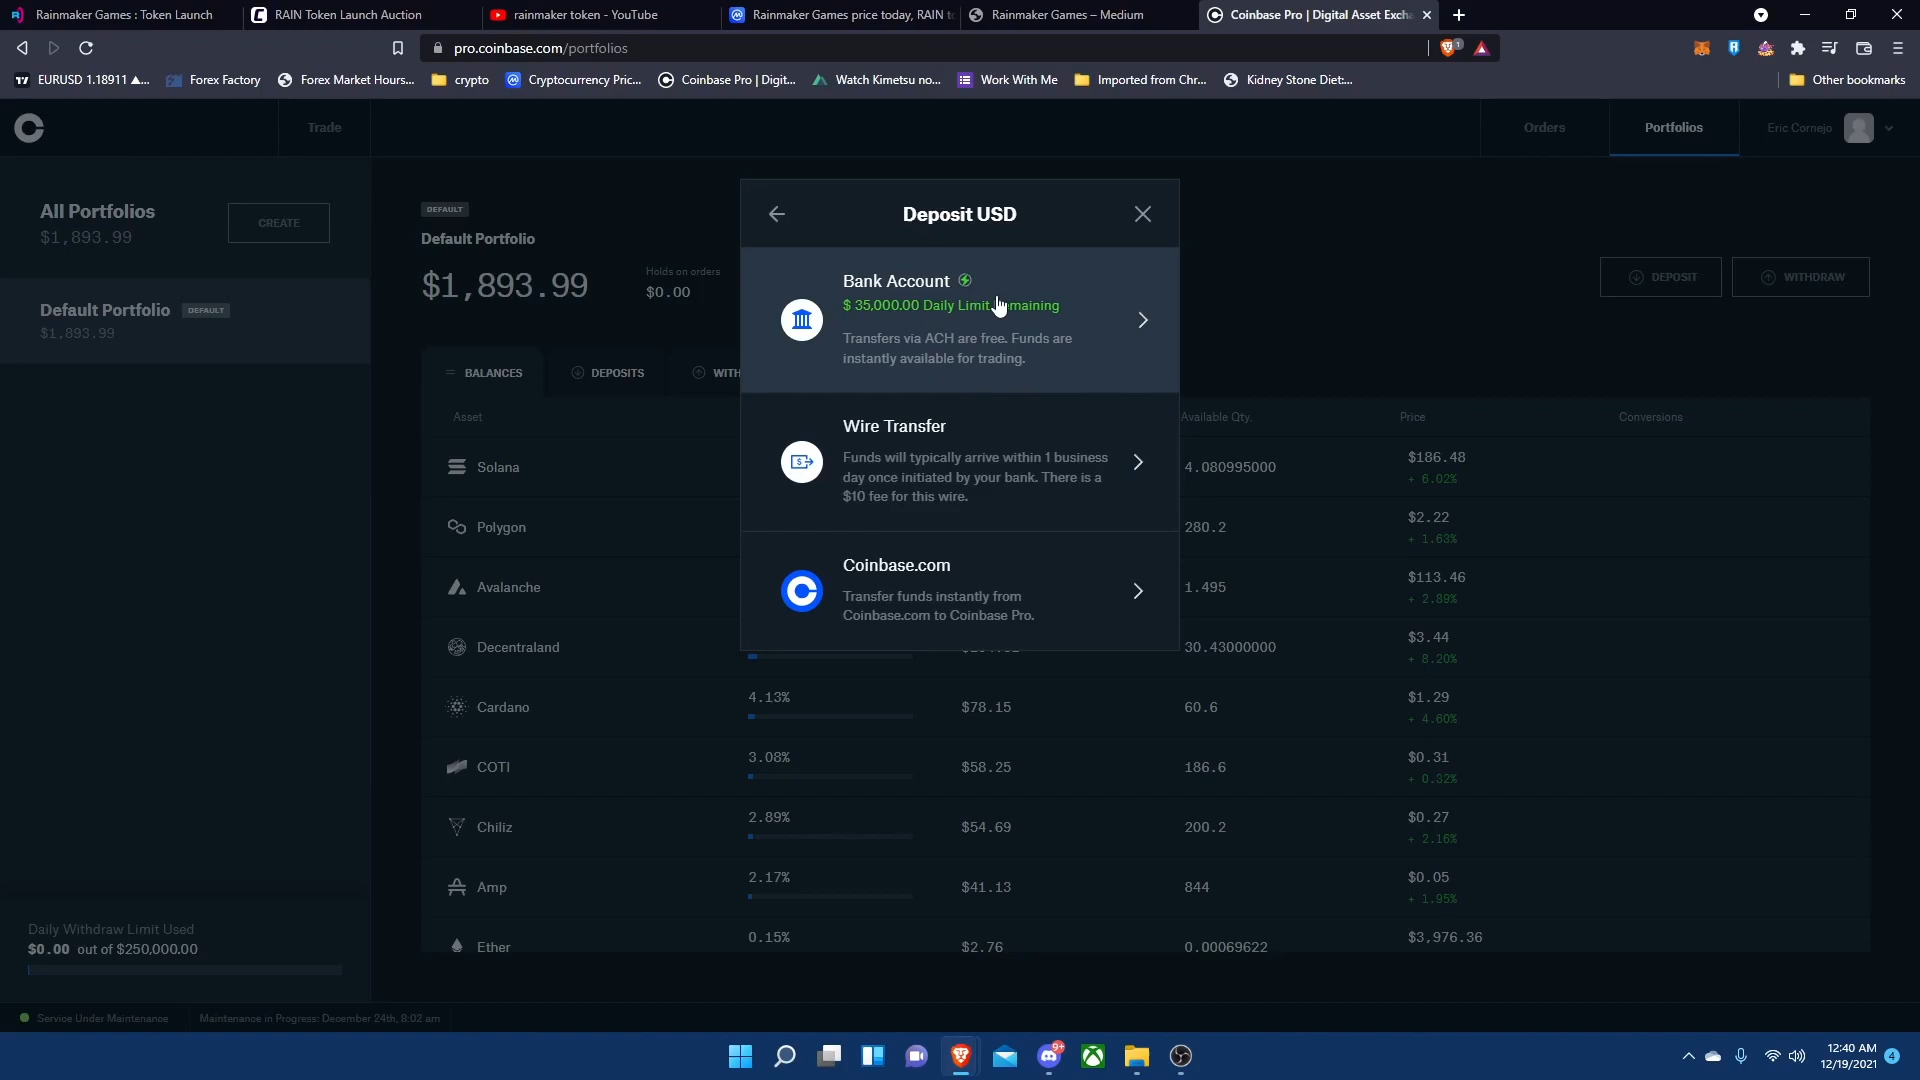 Rainmaker Games : Token Launch
RAIN Token Launch Auction
rainmaker token - YouTube
Rainmaker Games price today, RAIN to
Rainmaker Games – Medium
Coinbase Pro | Digital Asset Exch
pro.coinbase.com/portfolios
1
EURUSD 1.18911 ▲...
Forex Factory
Forex Market Hours...
crypto
Cryptocurrency Pric...
Coinbase Pro | Digit...
Watch Kimetsu no...
Work With Me
Imported from Chr...
Kidney Stone Diet:...
Other bookmarks
Trade
Orders
Portfolios
Eric Cornejo
All Portfolios
$1,893.99
CREATE
Default Portfolio DEFAULT
$1,893.99
DEFAULT
Default Portfolio
$1,893.99
Holds on orders
$0.00
DEPOSIT
WITHDRAW
BALANCES
DEPOSITS
WITH
Deposit USD
Bank Account
$ 35,000.00 Daily Limit Remaining
Transfers via ACH are free. Funds are
instantly available for trading.
Wire Transfer
Funds will typically arrive within 1 business
day once initiated by your bank. There is a
$10 fee for this wire.
Coinbase.com
Transfer funds instantly from
Coinbase.com to Coinbase Pro.
Asset
Available Qty.
Price
Conversions
Solana
4.080995000
$186.48
+ 6.02%
Polygon
280.2
$2.22
+ 1.63%
Avalanche
1.495
$113.46
+ 2.89%
Decentraland
30.43000000
$3.44
+ 8.20%
Cardano
4.13%
$78.15
60.6
$1.29
+ 4.60%
COTI
3.08%
$58.25
186.6
$0.31
+ 0.32%
Chiliz
2.89%
$54.69
200.2
$0.27
+ 2.16%
Amp
2.17%
$41.13
844
$0.05
+ 1.95%
Ether
0.15%
$2.76
0.00069622
$3,976.36
Daily Withdraw Limit Used
$0.00 out of $250,000.00
Service Under Maintenance
Maintenance in Progress: December 24th, 8:02 am
9+
12:40 AM
12/19/2021
4